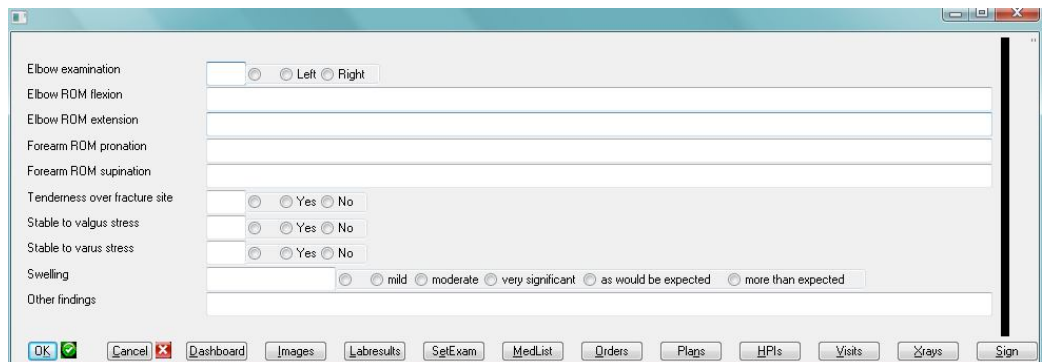 Elbow examination Left Right
Elbow ROM flexion
Elbow ROM extension
Forearm ROM pronation
Forearm ROM supination
Tenderness over fracture site Yes No
Stable to valgus stress Yes No
Stable to varus stress Yes No
Swelling mild moderate very significant as would be expected more than expected
Other findings
OK Cancel Dashboard Images Labresults SetExam MedList Orders Plans HPIs Visits Xrays Sign